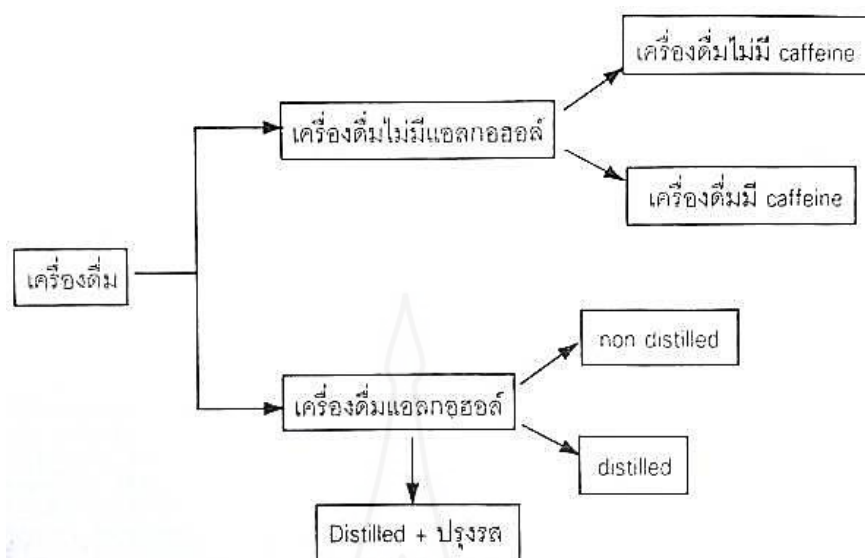 เครื่องดื่มไม่มี caffeine
เครื่องดื่มไม่มีแอลกอฮอล์
เครื่องดื่มมี caffeine
เครื่องดื่ม
non distilled
เครื่องดื่มแอลกอฮอล์
distilled
Distilled + ปรุงรส